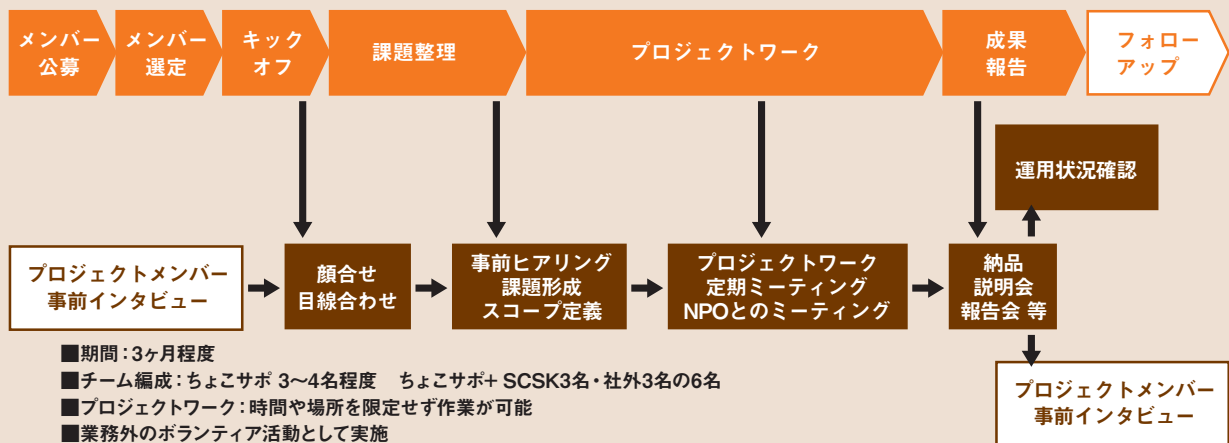 メンバー
公募
メンバー
選定
キック
オフ
課題整理
プロジェクトワーク
成果
報告
フォロー
アップ
運用状況確認
プロジェクトメンバー
事前インタビュー
顔合せ
目線合わせ
事前ヒアリング
課題形成
スコープ定義
プロジェクトワーク
定期ミーティング
NPOとのミーティング
納品
説明会
報告会 等
■期間：3ヶ月程度
■チーム編成：ちょこサポ 3〜4名程度　ちょこサポ+ SCSK3名・社外3名の6名
■プロジェクトワーク：時間や場所を限定せず作業が可能
■業務外のボランティア活動として実施
プロジェクトメンバー
事前インタビュー